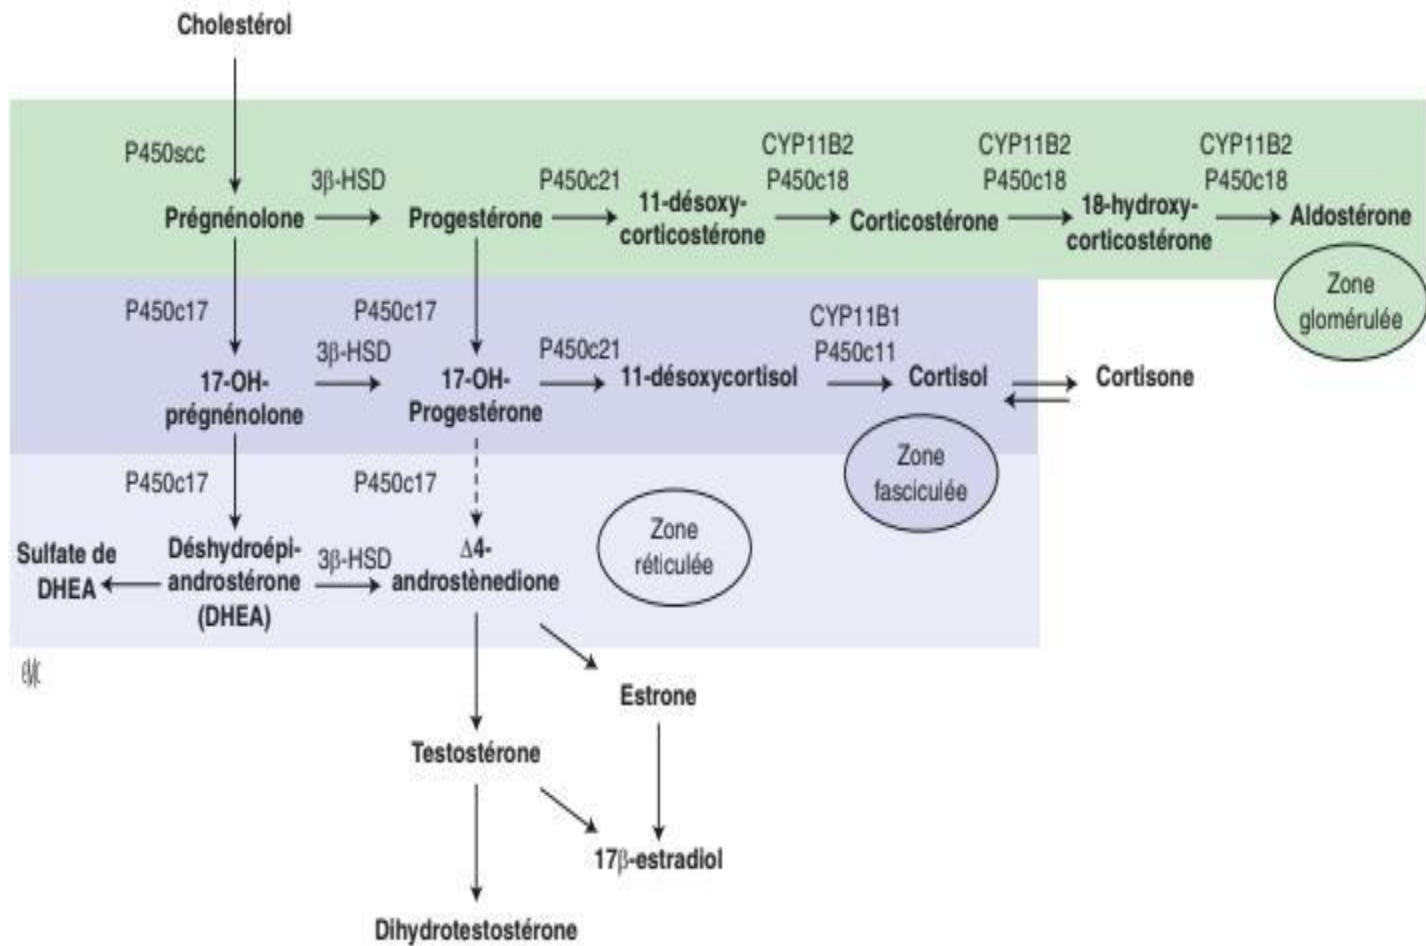 Cholestérol
P450scc
3β-HSD
P450c21
CYP11B2
P450c18
CYP11B2
P450c18
CYP11B2
P450c18
Prégnénolone
Progestérone
11-désoxy-
corticostérone
Corticostérone
18-hydroxy-
corticostérone
Aldostérone
Zone
glomérulée
P450c17
P450c17
3β-HSD
P450c21
CYP11B1
P450c11
17-OH-
prégnénolone
17-OH-
Progestérone
11-désoxycortisol
Cortisol
Cortisone
Zone
fasciculée
P450c17
P450c17
Zone
réticulée
Sulfate de
DHEA
Déshydroépi-
androstérone
(DHEA)
3β-HSD
Δ4-
androstènedione
Estrone
Testostérone
17β-estradiol
Dihydrotestostérone